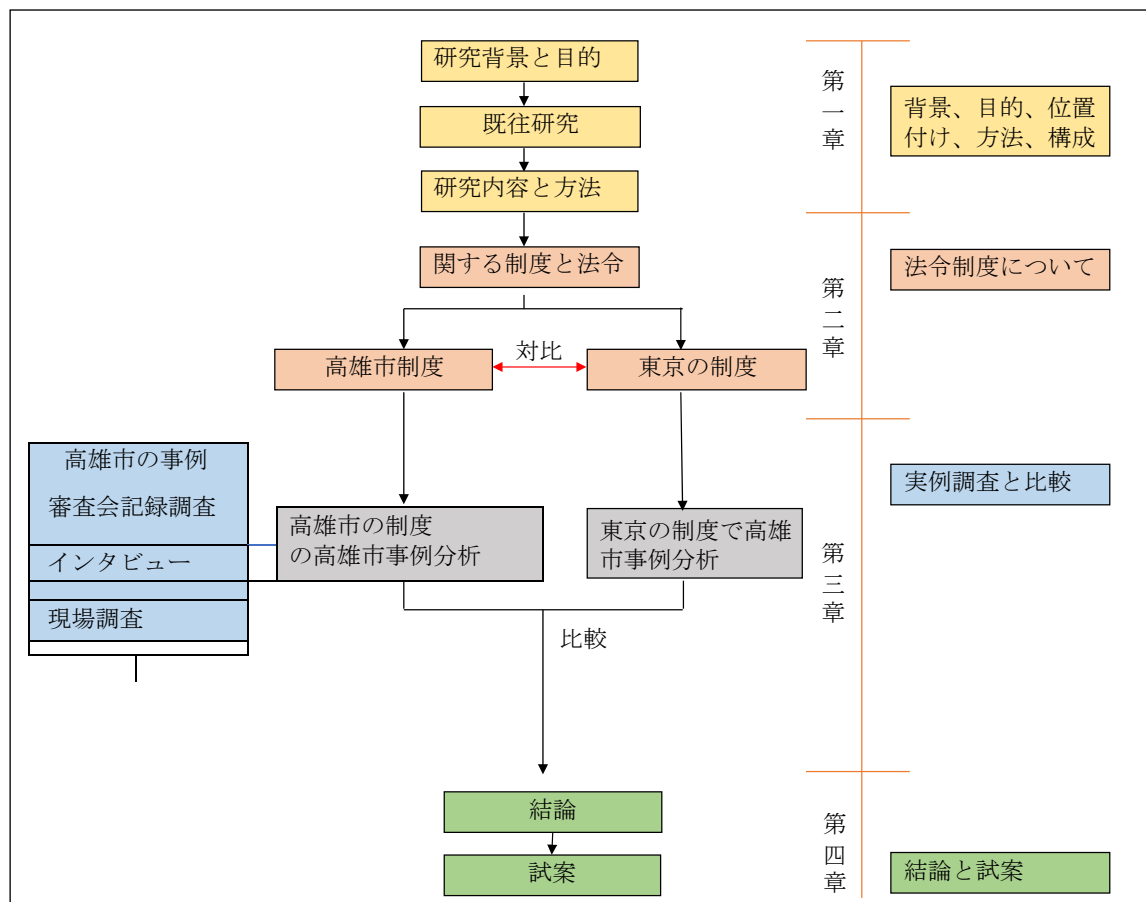 研究背景と目的
既往研究
研究内容と方法
関する制度と法令
高雄市制度
対比
東京の制度
高雄市の事例
審査会記録調査
インタビュー
現場調査
高雄市の制度
の高雄市事例分析
東京の制度で高雄
市事例分析
比較
結論
試案
第一章
背景、目的、位置
付け、方法、構成
第二章
法令制度について
第三章
実例調査と比較
第四章
結論と試案